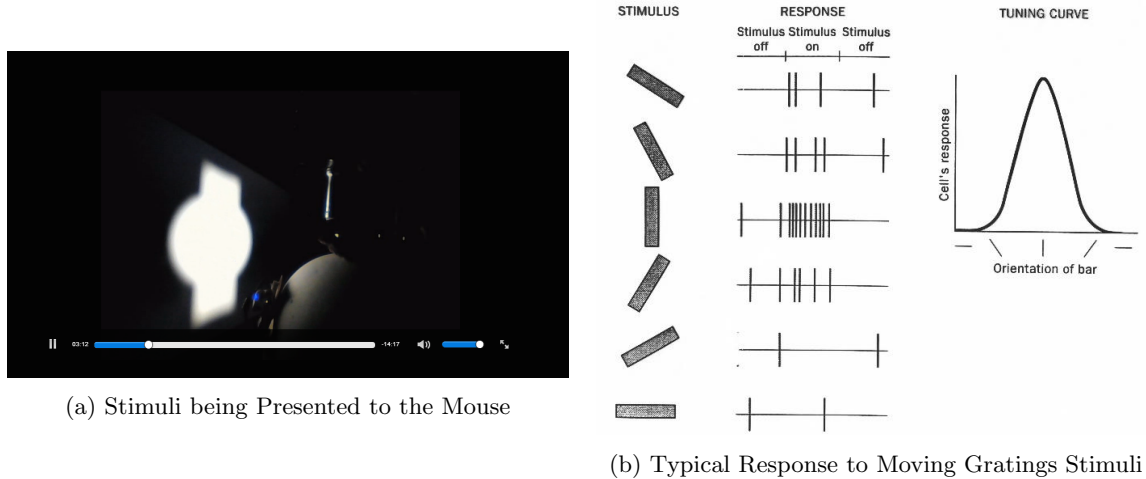 STIMULUS
RESPONSE
TUNING CURVE
Stimulus off
Stimulus on
Stimulus off
Cell's response
Orientation of bar
03:12
-14:17
(a) Stimuli being Presented to the Mouse
(b) Typical Response to Moving Gratings Stimuli